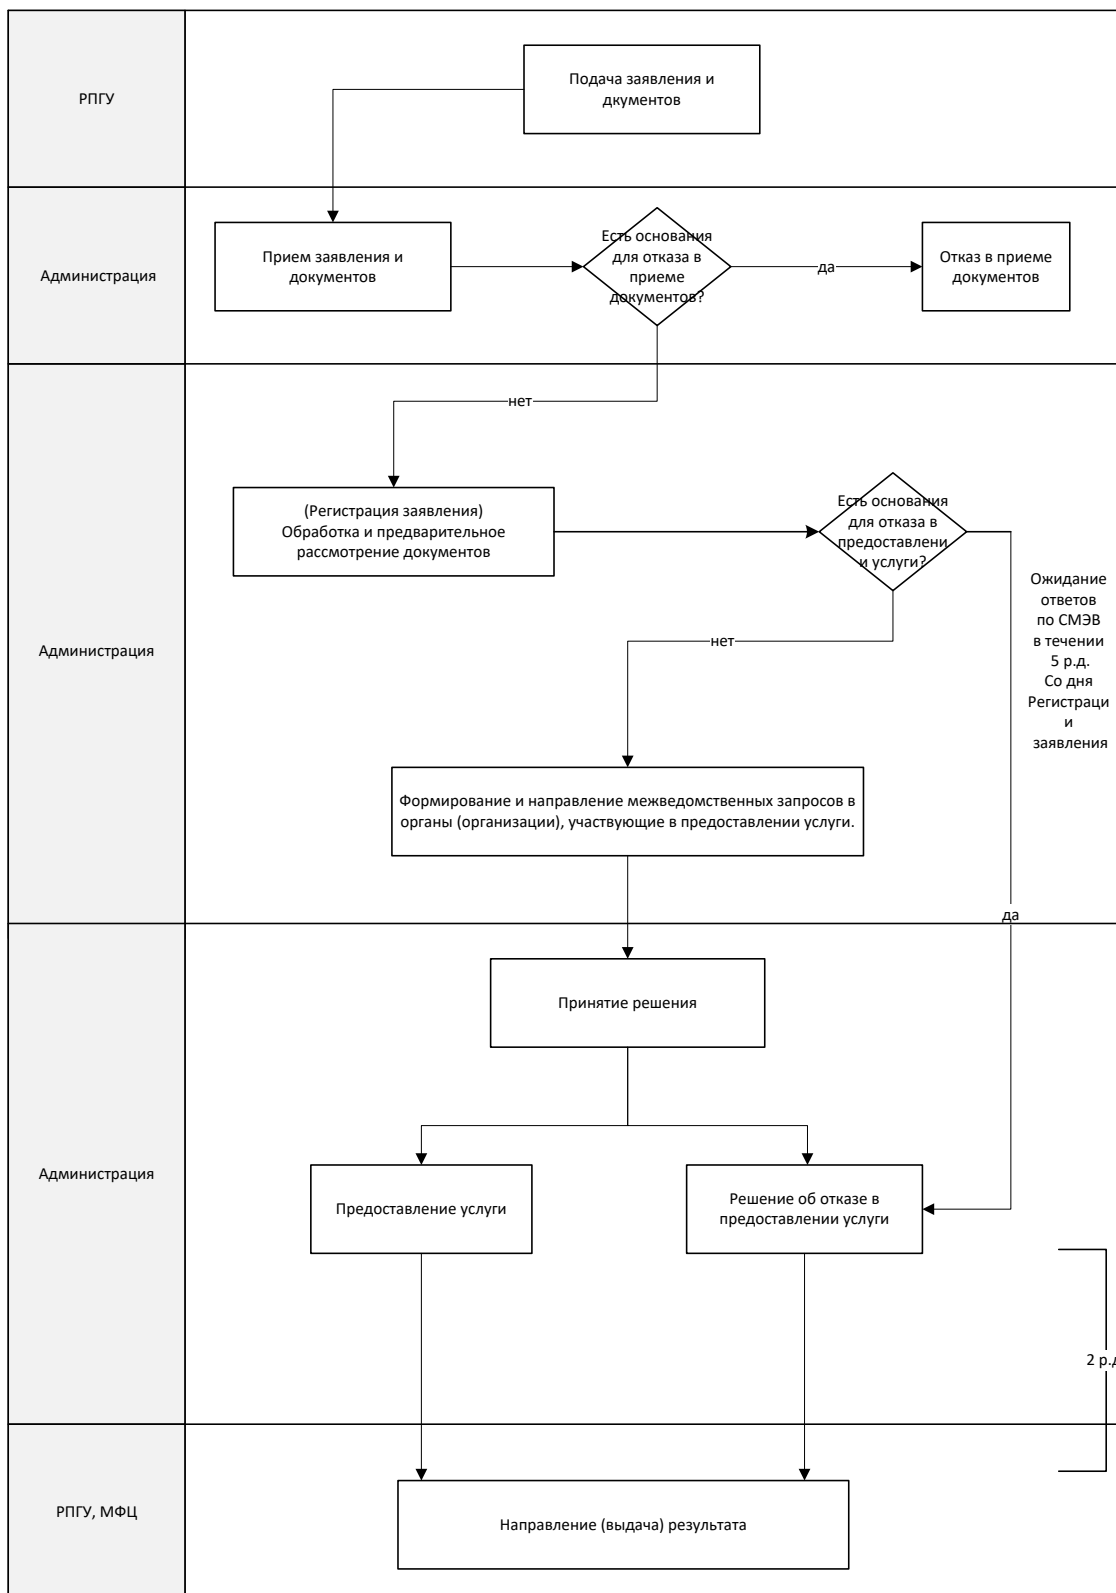 РПГУ
Подача заявления и
дкументов
Администрация
Прием заявления и
документов
Есть основания
для отказа в
приеме
документов?
да
Отказ в приеме
документов
нет
Администрация
(Регистрация заявления)
Обработка и предварительное
рассмотрение документов
Есть основания
для отказа в
предоставлени
и услуги?
Ожидание
ответов
по СМЭВ
в течении
5 р.д.
Со дня
Регистраци
и
заявления
нет
Формирование и направление межведомственных запросов в
органы (организации), участвующие в предоставлении услуги.
да
Администрация
Принятие решения
Предоставление услуги
Решение об отказе в
предоставлении услуги
2 р.д
РПГУ, МФЦ
Направление (выдача) результата